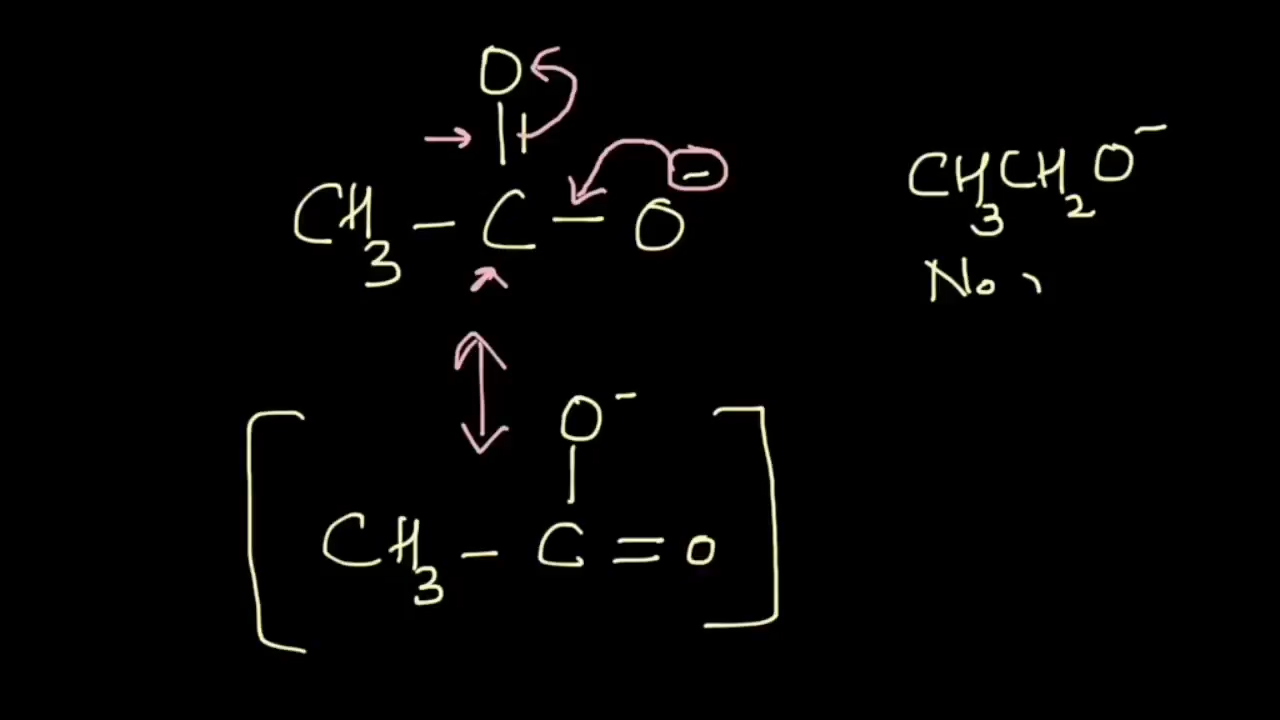 O
CH3 – C – O −
CH3CH2O−
No
O−
CH3 – C = O